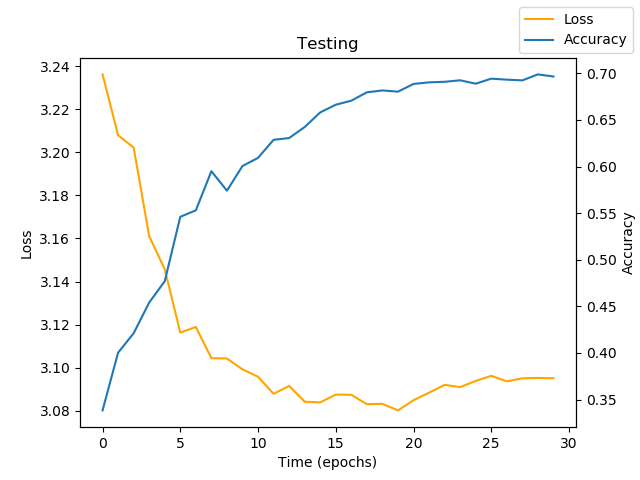 Loss
Accuracy
Testing
3.24
3.22
3.20
3.18
3.16
3.14
3.12
3.10
3.08
Loss
0.70
0.65
0.60
0.55
0.50
0.45
0.40
0.35
Accuracy
0 5 10 15 20 25 30
Time (epochs)